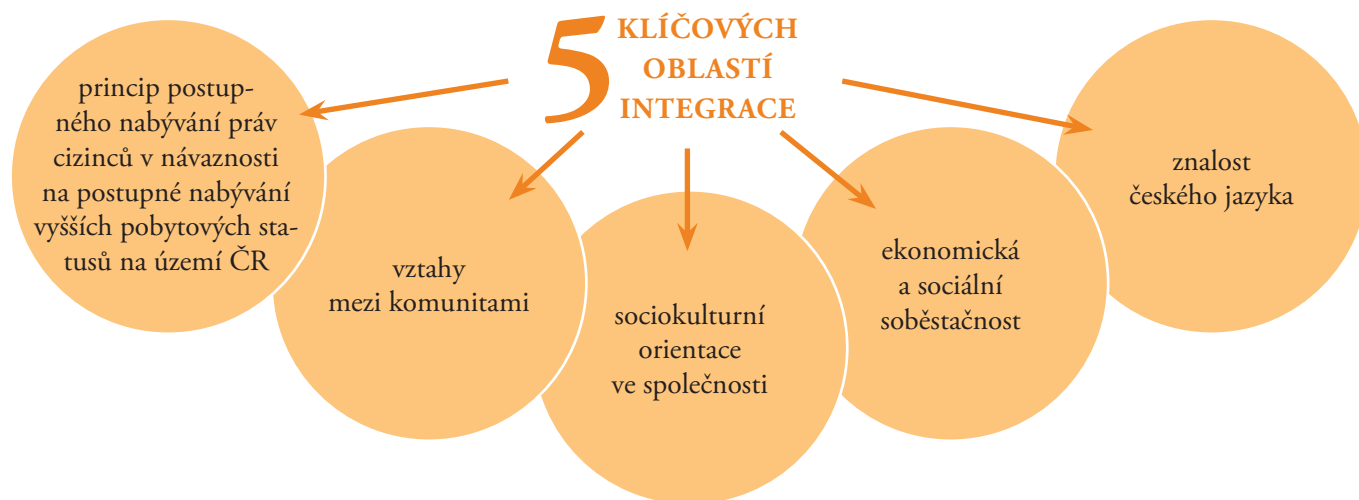 5 KLÍČOVÝCH
OBLASTÍ
INTEGRACE
princip postup-
ného nabývání práv
cizinců v návaznosti
na postupné nabývání
vyšších pobytových sta-
tusů na území ČR
vztahy
mezi komunitami
sociokulturní
orientace
ve společnosti
ekonomická
a sociální
soběstačnost
znalost
českého jazyka